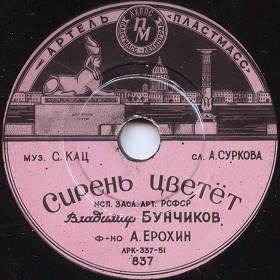 АРТЕЛЬ „ПЛАСТМАСС"
ПМ
МУЗ. С. КАЦ
СЛ. А. СУРКОВА
СИРЕНЬ ЦВЕТЁТ
ИСП. ЗАСЛ. АРТ. РСФСР
Владимир БУНЧИКОВ
Ф-НО А. ЕРОХИН
ЛРК-337-51
837